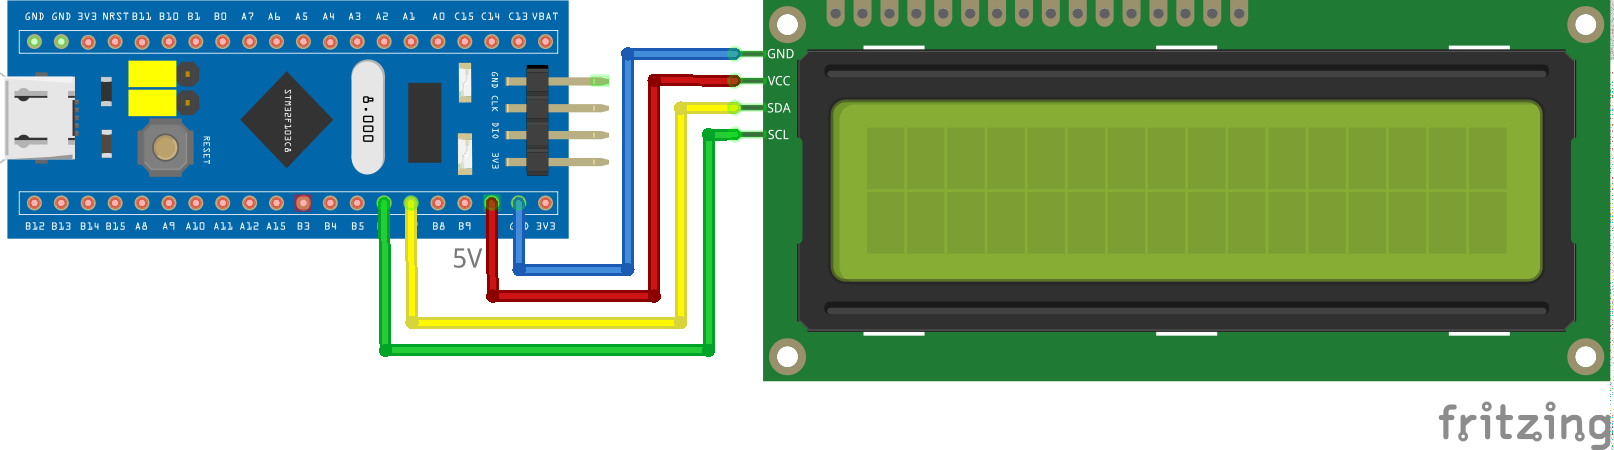 GND GND 3V3 NRST B11 B10 B1 B0 A7 A6 A5 A4 A3 A2 A1 A0 C15 C14 C13 VBAT
GND
VCC
SDA
SCL
GND
CLK
DIO
3V3
STM32F103C8
8.000
RESET
B12 B13 B14 B15 A8 A9 A10 A11 A12 A15 B3 B4 B5 B8 B9 GND 3V3
5V
fritzing